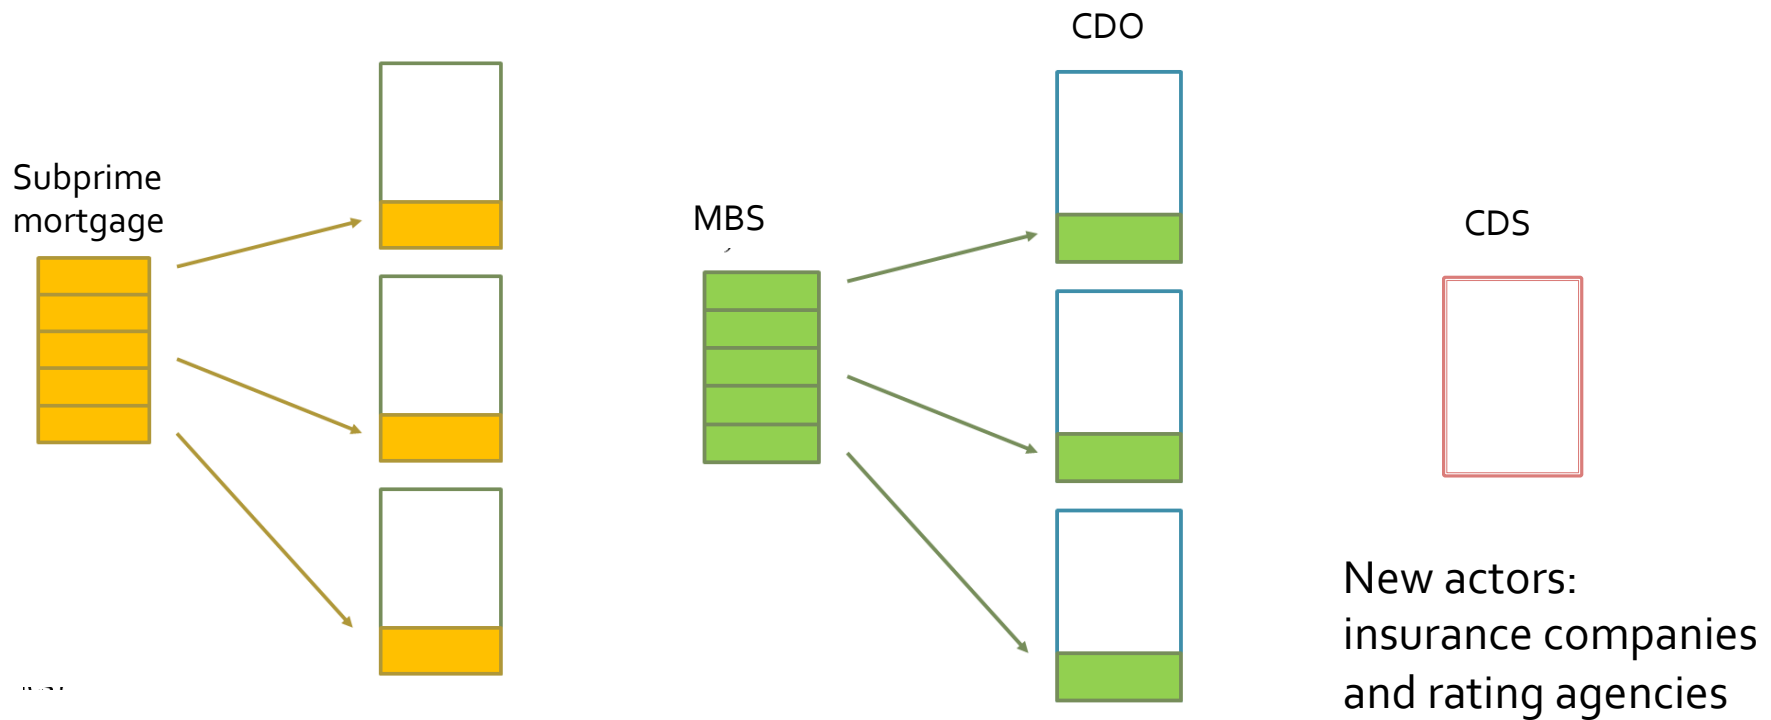 CDO
Subprime
mortgage
MBS
CDS
New actors:
insurance companies
and rating agencies